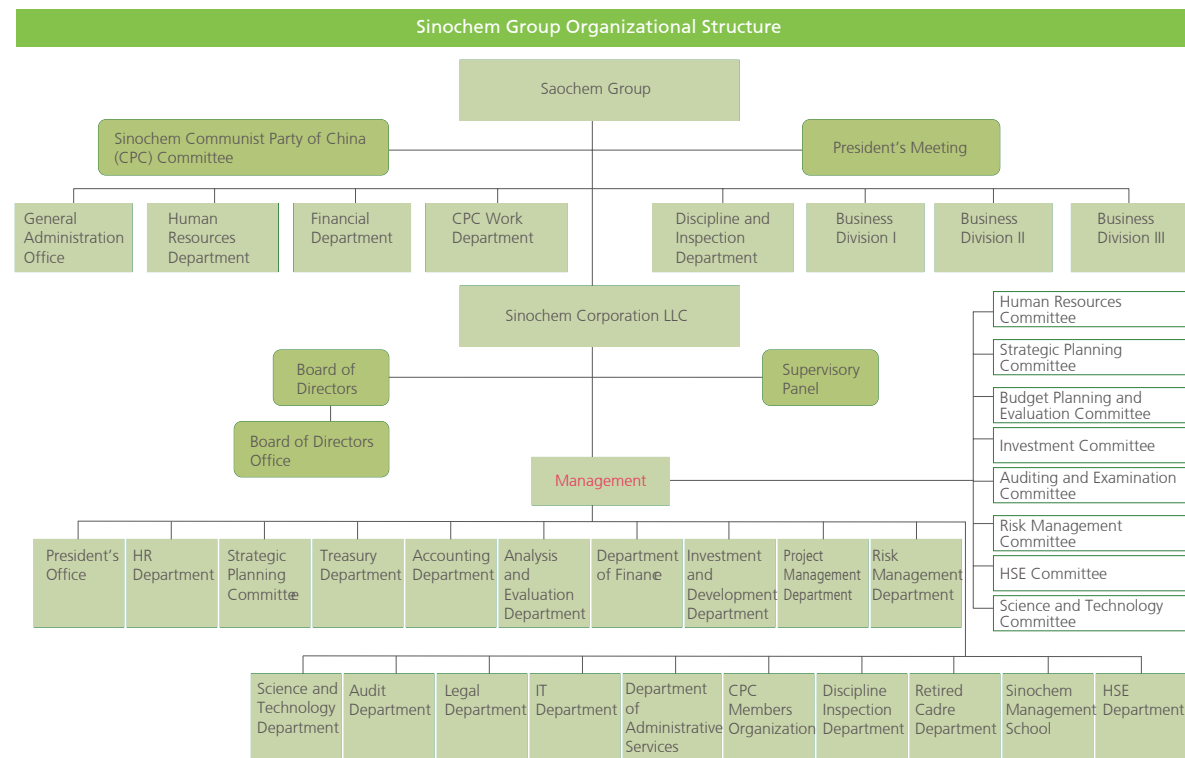 Sinochem Group Organizational Structure
Saochem Group
Sinochem Communist Party of China
(CPC) Committee
President's Meeting
General
Administration
Office
Human
Resources
Department
Financial
Department
CPC Work
Department
Discipline and
Inspection
Department
Business
Division I
Business
Division II
Business
Division III
Sinochem Corporation LLC
Board of
Directors
Supervisory
Panel
Board of Directors
Office
Management
Human Resources
Committee
Strategic Planning
Committee
Budget Planning and
Evaluation Committee
Investment Committee
Auditing and Examination
Committee
Risk Management
Committee
HSE Committee
Science and Technology
Committee
President's
Office
HR
Department
Strategic
Planning
Committe
Treasury
Department
Accounting
Department
Analysis
and
Evaluation
Department
Department
of Finance
Investment
and
Development
Department
Project
Management
Department
Risk
Management
Department
Science and
Technology
Department
Audit
Department
Legal
Department
IT
Department
Department
of
Administrative
Services
CPC
Members
Organization
Discipline
Inspection
Department
Retired
Cadre
Department
Sinochem
Management
School
HSE
Department